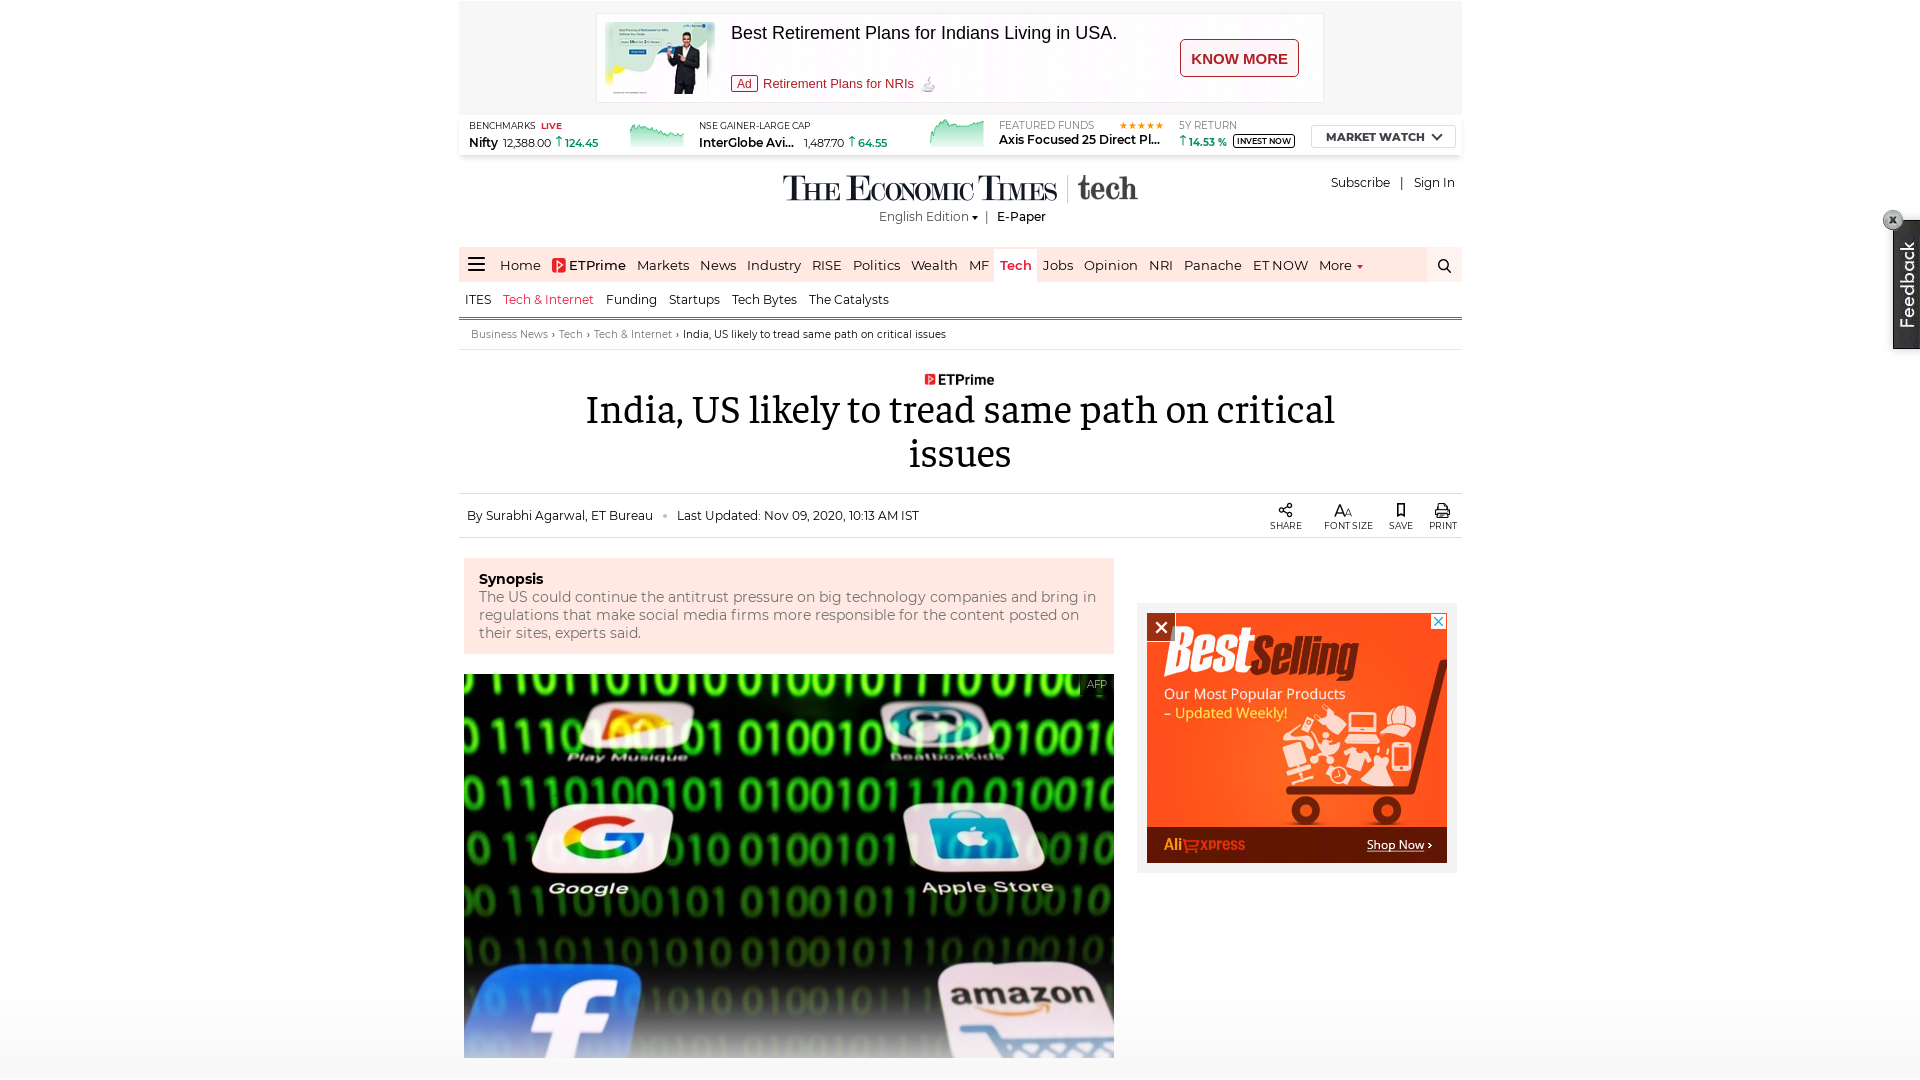 Best Retirement Plans for Indians Living in USA.
Ad Retirement Plans for NRIs
KNOW MORE
BENCHMARKS LIVE
Nifty 12,388.00 124.45
NSE GAINER-LARGE CAP
InterGlobe Avi... 1,487.70 64.55
FEATURED FUNDS ★★★★★
Axis Focused 25 Direct Pl...
5Y RETURN
14.53 % INVEST NOW
MARKET WATCH
THE ECONOMIC TIMES | tech
English Edition | E-Paper
Subscribe | Sign In
Feedback
Home ETPrime Markets News Industry RISE Politics Wealth MF Tech Jobs Opinion NRI Panache ET NOW More
ITES Tech & Internet Funding Startups Tech Bytes The Catalysts
Business News › Tech › Tech & Internet › India, US likely to tread same path on critical issues
ETPrime
India, US likely to tread same path on critical
issues
By Surabhi Agarwal, ET Bureau • Last Updated: Nov 09, 2020, 10:13 AM IST
SHARE FONT SIZE SAVE PRINT
Synopsis
The US could continue the antitrust pressure on big technology companies and bring in
regulations that make social media firms more responsible for the content posted on
their sites, experts said.
AFP
Play Musique
BeatboxKids
Google
Apple Store
amazon
BestSelling
Our Most Popular Products
– Updated Weekly!
AliExpress
Shop Now ›